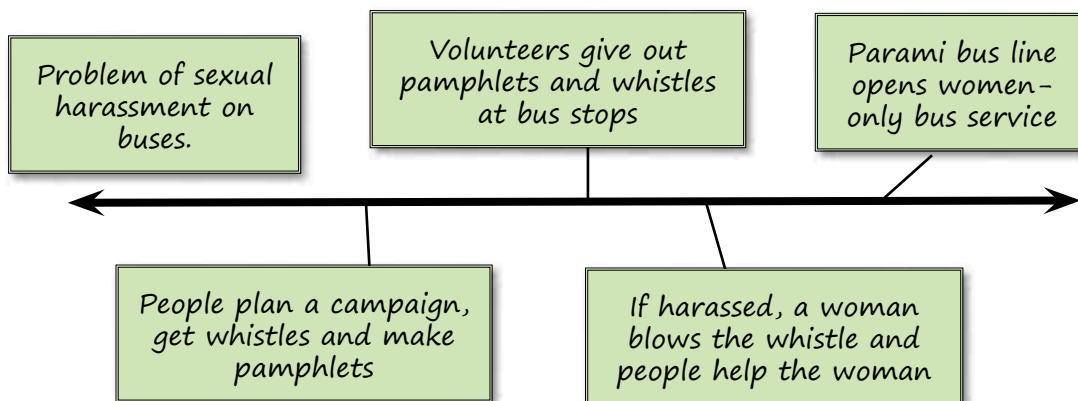 Problem of sexual
harassment on
buses.
Volunteers give out
pamphlets and whistles
at bus stops
Parami bus line
opens women-
only bus service
People plan a campaign,
get whistles and make
pamphlets
If harassed, a woman
blows the whistle and
people help the woman